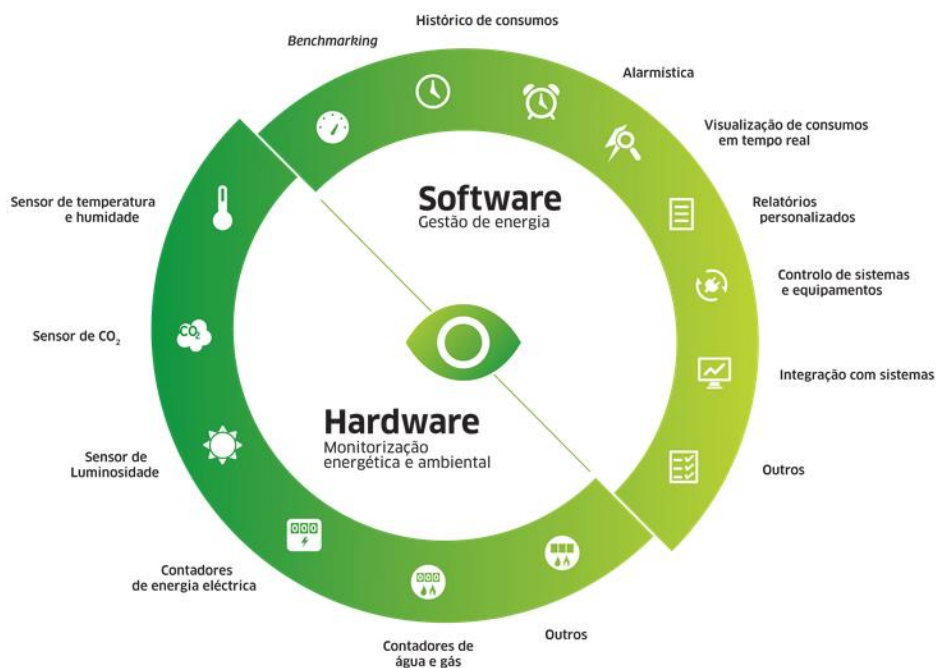 Histórico de consumos
Benchmarking
Alarmística
Visualização de consumos
em tempo real
Relatórios
personalizados
Controlo de sistemas
e equipamentos
Integração com sistemas
Outros
Software
Gestão de energia
Sensor de temperatura
e humidade
Sensor de CO₂
CO₂
Sensor de
Luminosidade
Contadores
de energia eléctrica
000
Contadores de
água e gás
000
Outros
Hardware
Monitorização
energética e ambiental